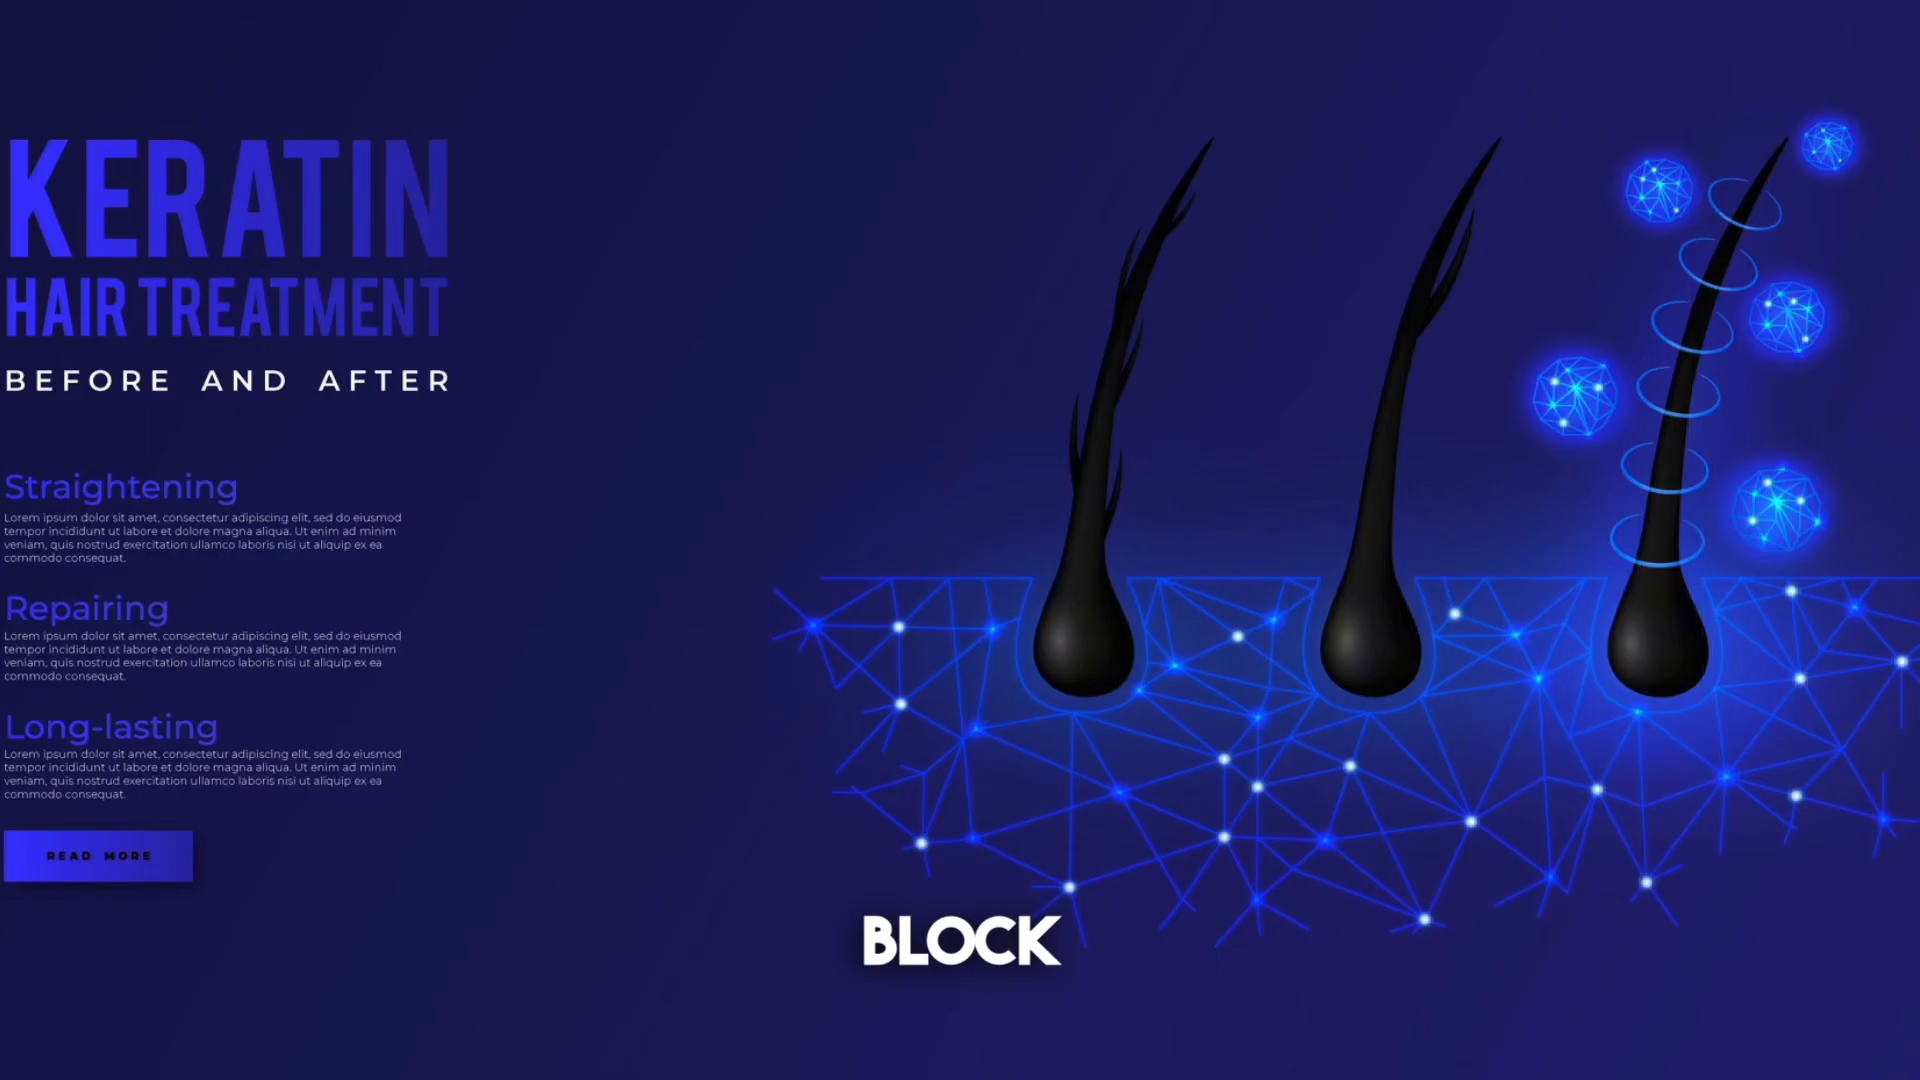 KERATIN
HAIR TREATMENT
BEFORE AND AFTER
Straightening
Lorem ipsum dolor sit amet, consectetur adipiscing elit, sed do eiusmod
tempor incididunt ut labore et dolore magna aliqua. Ut enim ad minim
veniam, quis nostrud exercitation ullamco laboris nisi ut aliquip ex ea
commodo consequat.
Repairing
Lorem ipsum dolor sit amet, consectetur adipiscing elit, sed do eiusmod
tempor incididunt ut labore et dolore magna aliqua. Ut enim ad minim
veniam, quis nostrud exercitation ullamco laboris nisi ut aliquip ex ea
commodo consequat.
Long-lasting
Lorem ipsum dolor sit amet, consectetur adipiscing elit, sed do eiusmod
tempor incididunt ut labore et dolore magna aliqua. Ut enim ad minim
veniam, quis nostrud exercitation ullamco laboris nisi ut aliquip ex ea
commodo consequat.
READ MORE
BLOCK